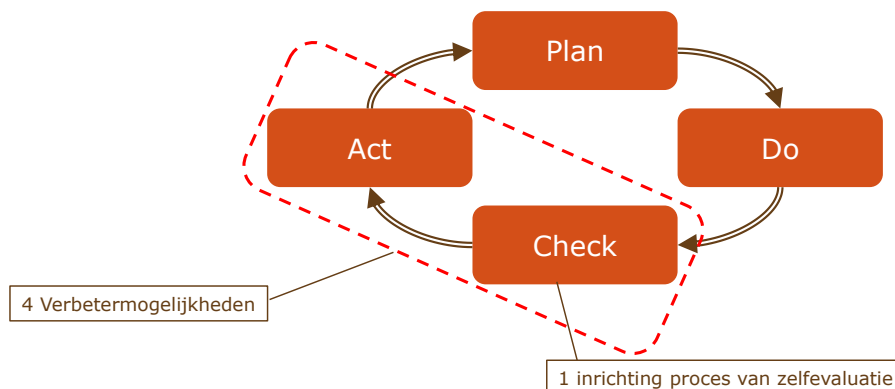 Plan
Act
Do
Check
4 Verbetermogelijkheden
1 inrichting proces van zelfevaluatie